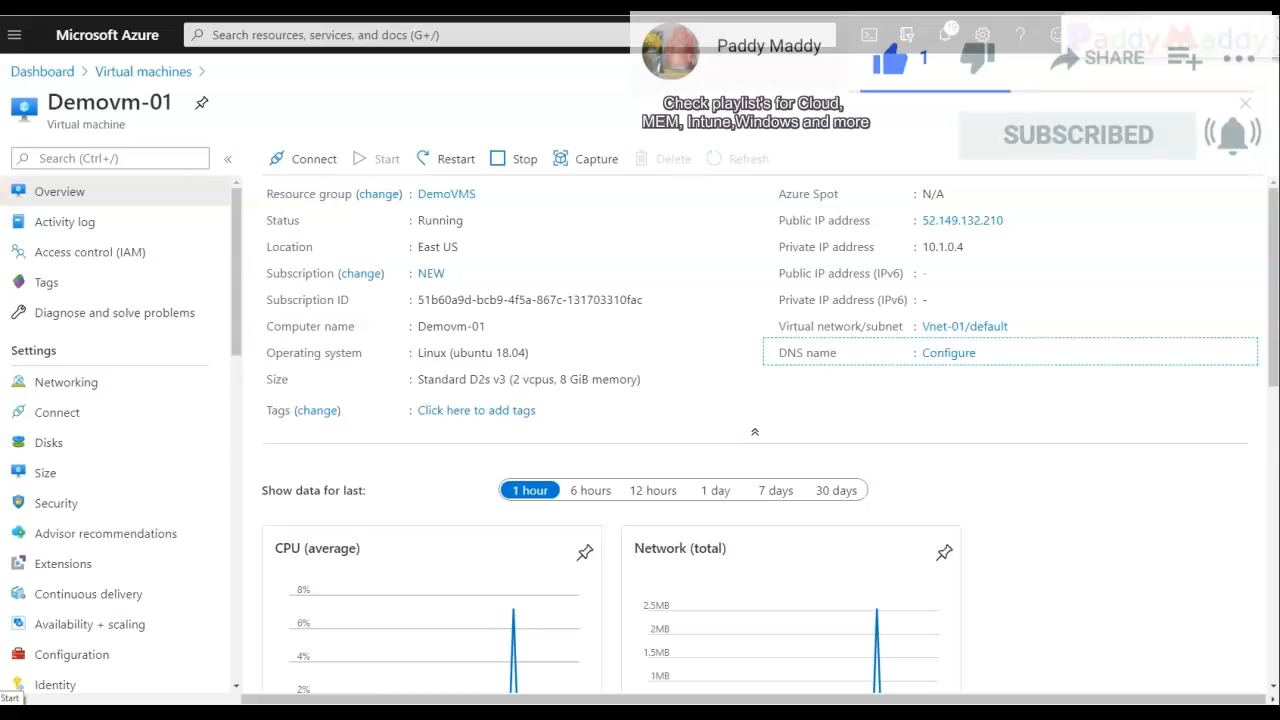 Microsoft Azure
Search resources, services, and docs (G+/)
19
Paddy Maddy
PaddyMaddy
1
SHARE
Check playlist's for Cloud,
MEM, Intune,Windows and more
SUBSCRIBED
Dashboard > Virtual machines >
Demovm-01
Virtual machine
Search (Ctrl+/)
«
Connect Start Restart Stop Capture Delete Refresh
Overview
Activity log
Access control (IAM)
Tags
Diagnose and solve problems
Settings
Networking
Connect
Disks
Size
Security
Advisor recommendations
Extensions
Continuous delivery
Availability + scaling
Configuration
Identity
Start
Resource group (change) : DemoVMS
Status : Running
Location : East US
Subscription (change) : NEW
Subscription ID : 51b60a9d-bcb9-4f5a-867c-131703310fac
Computer name : Demovm-01
Operating system : Linux (ubuntu 18.04)
Size : Standard D2s v3 (2 vcpus, 8 GiB memory)
Tags (change) : Click here to add tags
Azure Spot : N/A
Public IP address : 52.149.132.210
Private IP address : 10.1.0.4
Public IP address (IPv6) : -
Private IP address (IPv6) : -
Virtual network/subnet : Vnet-01/default
DNS name : Configure
Show data for last: 1 hour 6 hours 12 hours 1 day 7 days 30 days
CPU (average)
8%
6%
4%
2%
Network (total)
2.5MB
2MB
1.5MB
1MB